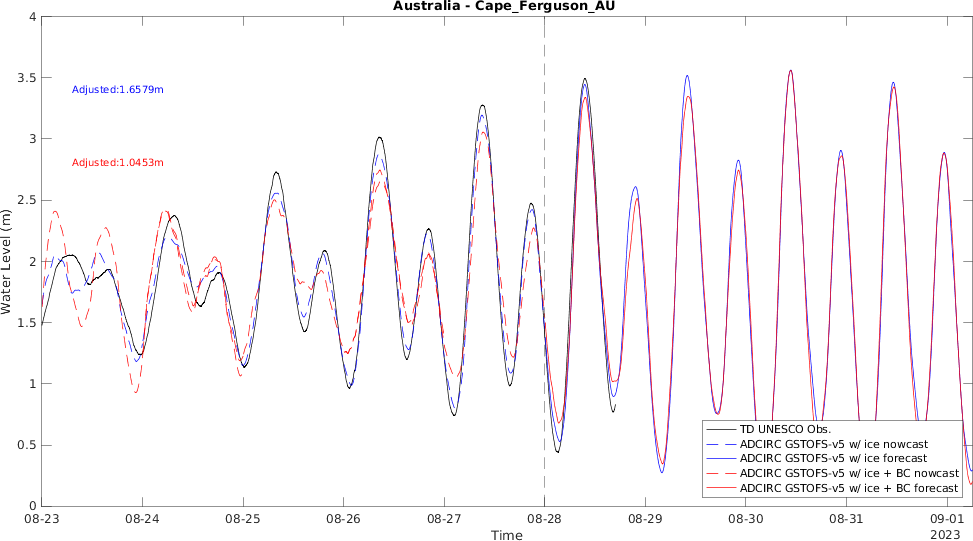 Australia - Cape_Ferguson_AU
4
3.5
3
2.5
2
1.5
1
0.5
0
Water Level (m)
Adjusted:1.6579m
Adjusted:1.0453m
TD UNESCO Obs.
ADCIRC GSTOFS-v5 w/ ice nowcast
ADCIRC GSTOFS-v5 w/ ice forecast
ADCIRC GSTOFS-v5 w/ ice + BC nowcast
ADCIRC GSTOFS-v5 w/ ice + BC forecast
08-23 08-24 08-25 08-26 08-27 08-28 08-29 08-30 08-31 09-01
2023
Time